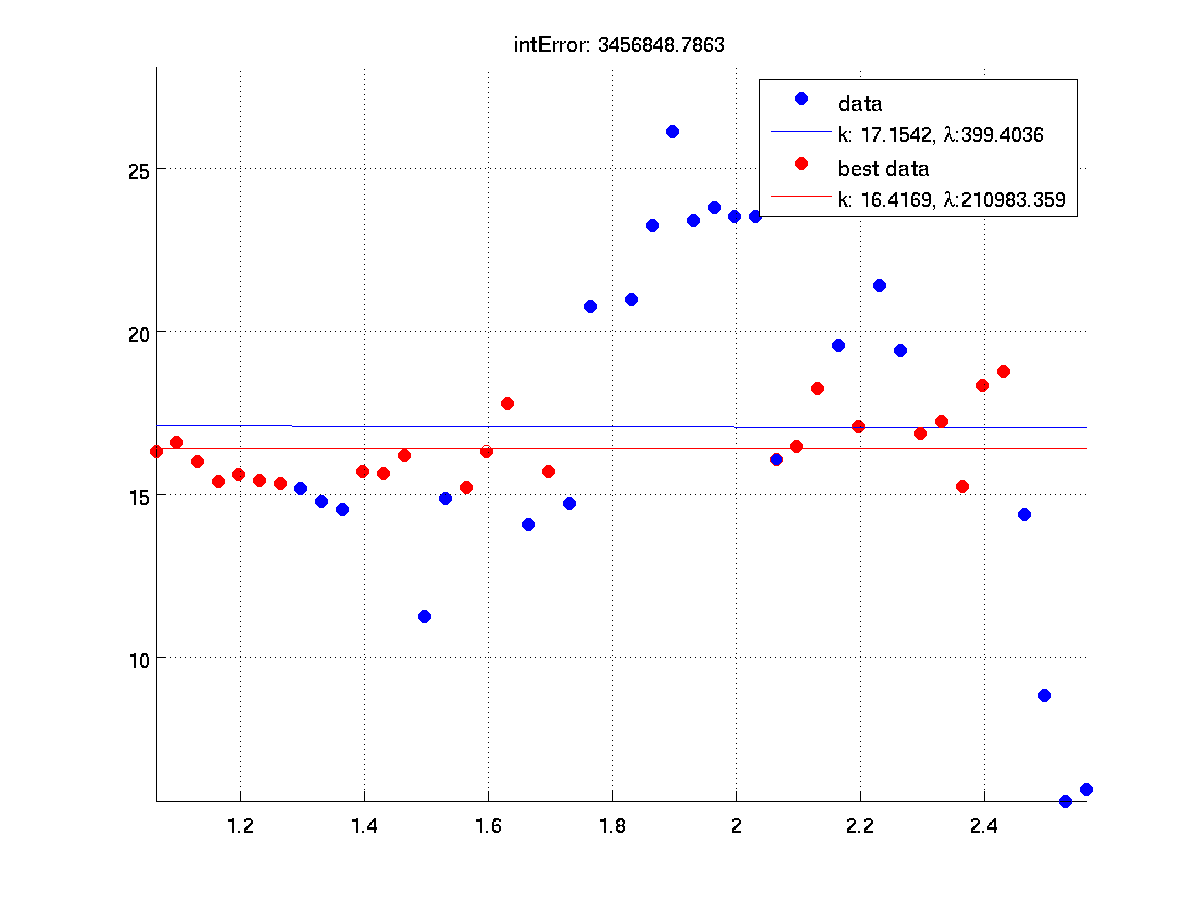 intError: 3456848.7863
data
k: 17.1542, λ:399.4036
best data
k: 16.4169, λ:210983.359
25
20
15
10
1.2 1.4 1.6 1.8 2 2.2 2.4